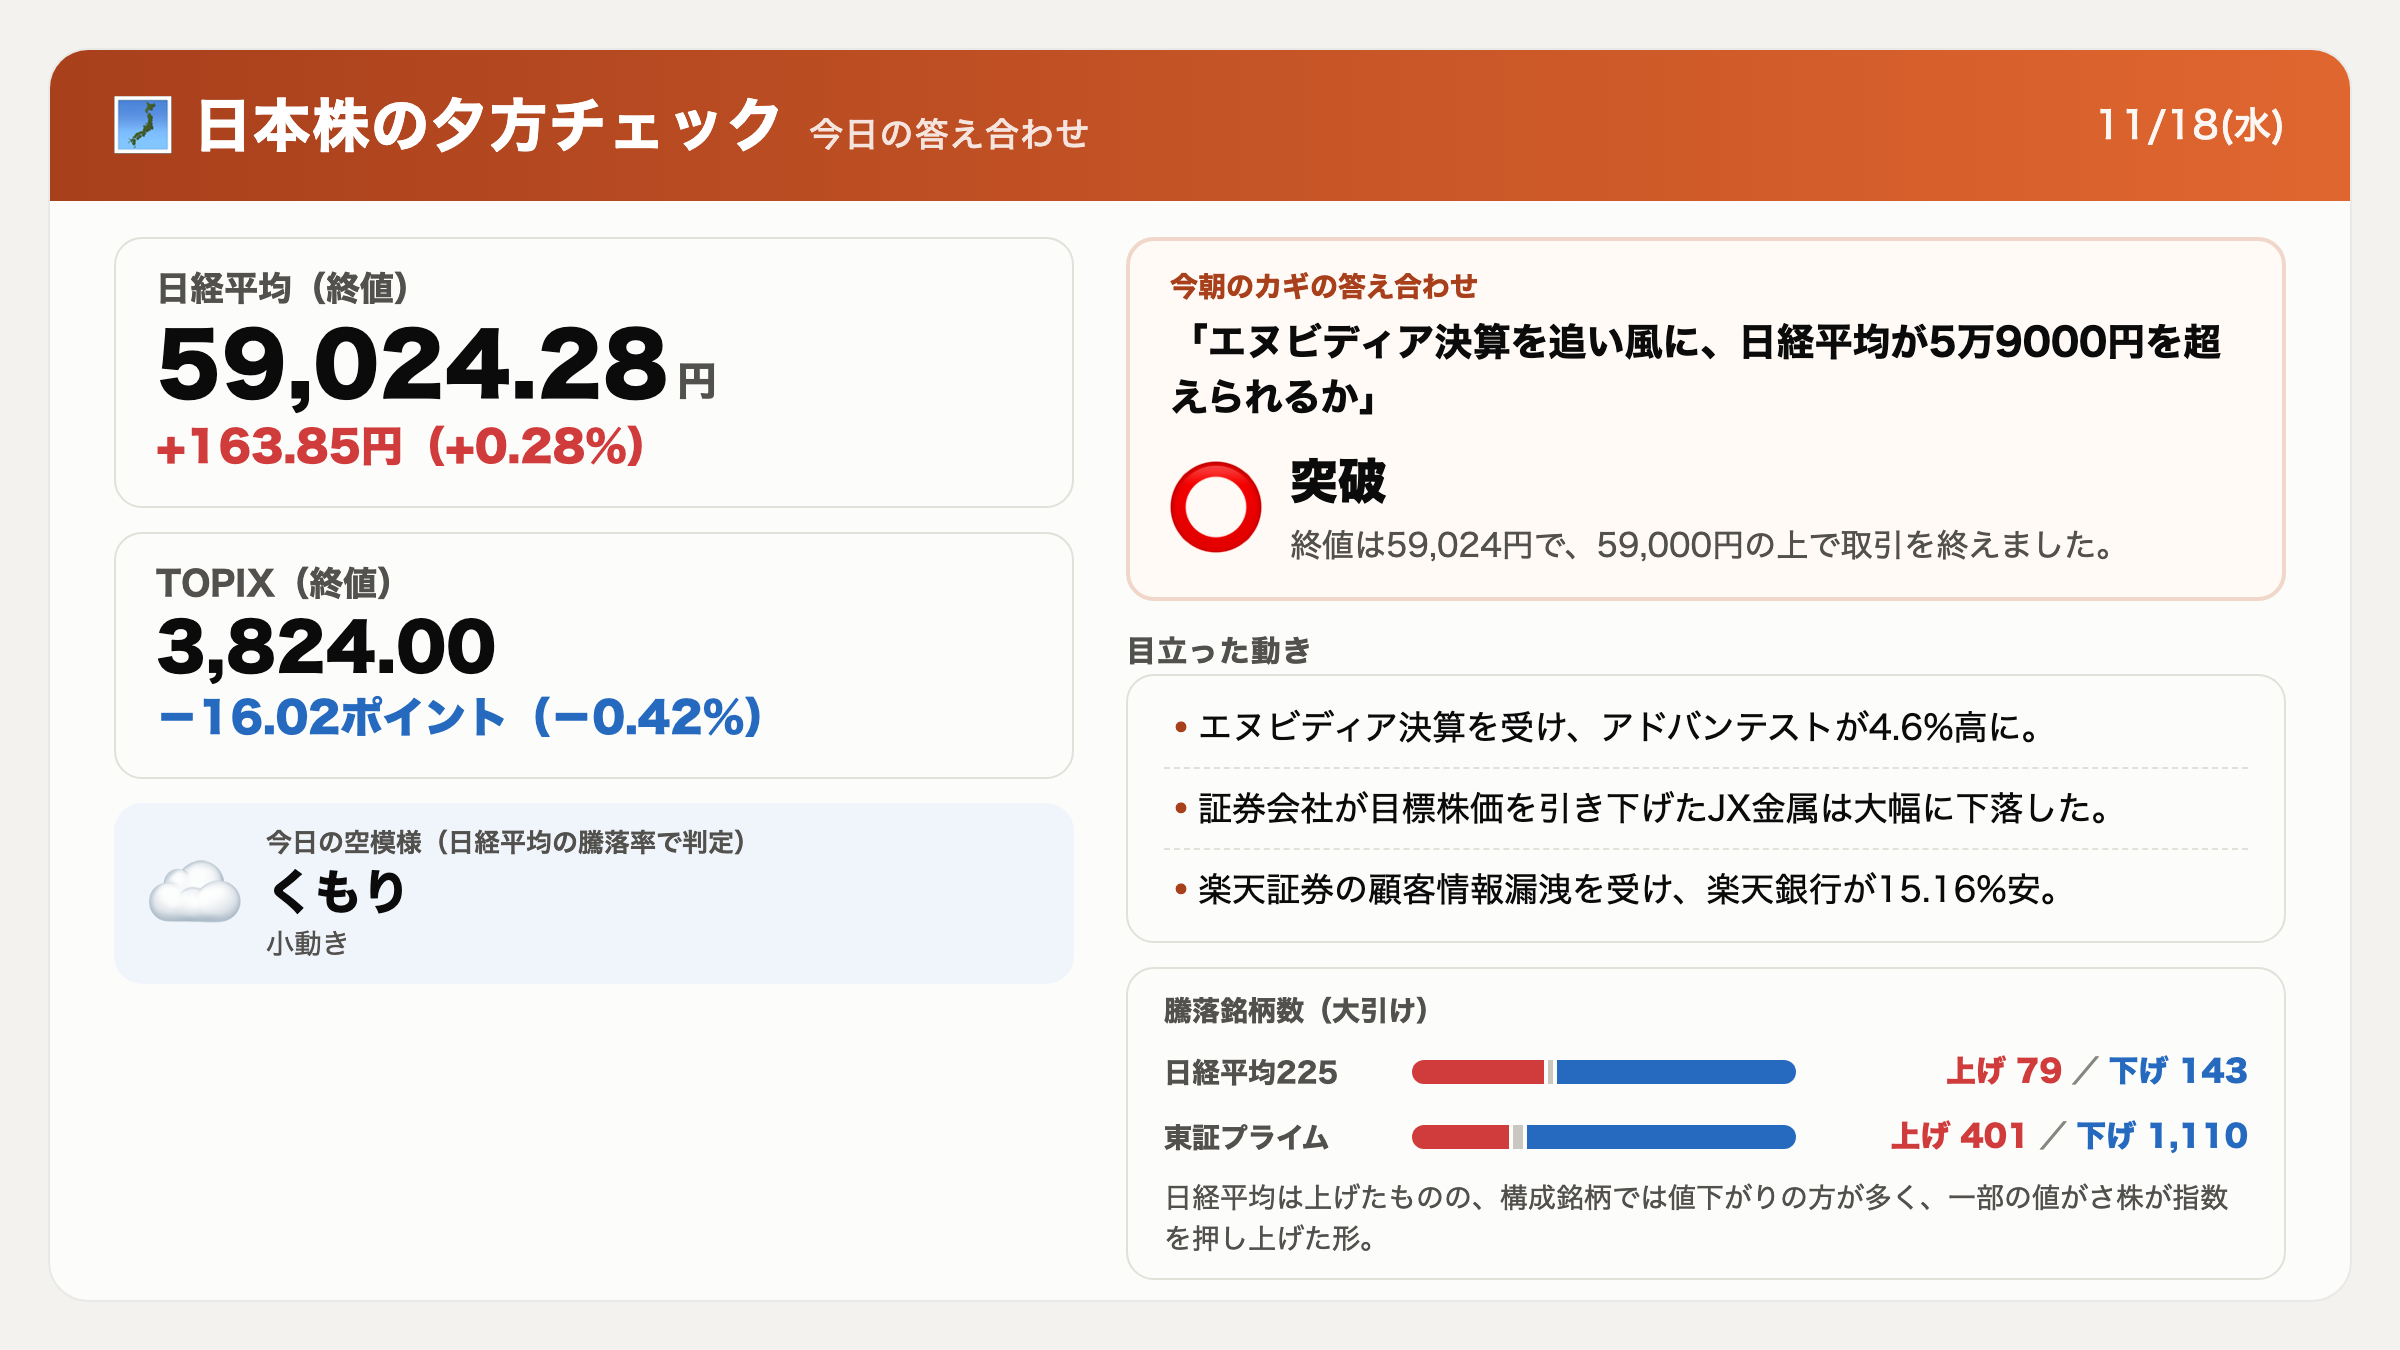 日本株の夕方チェック 今日の答え合わせ
11/18(水)
日経平均（終値）
59,024.28円
+163.85円（+0.28%）
TOPIX（終値）
3,824.00
－16.02ポイント（－0.42%）
今日の空模様（日経平均の騰落率で判定）
くもり
小動き
今朝のカギの答え合わせ
「エヌビディア決算を追い風に、日経平均が5万9000円を超
えられるか」
突破
終値は59,024円で、59,000円の上で取引を終えました。
目立った動き
• エヌビディア決算を受け、アドバンテストが4.6%高に。
• 証券会社が目標株価を引き下げたJX金属は大幅に下落した。
• 楽天証券の顧客情報漏洩を受け、楽天銀行が15.16%安。
騰落銘柄数（大引け）
日経平均225 上げ 79 ／ 下げ 143
東証プライム 上げ 401 ／ 下げ 1,110
日経平均は上げたものの、構成銘柄では値下がりの方が多く、一部の値がさ株が指数
を押し上げた形。